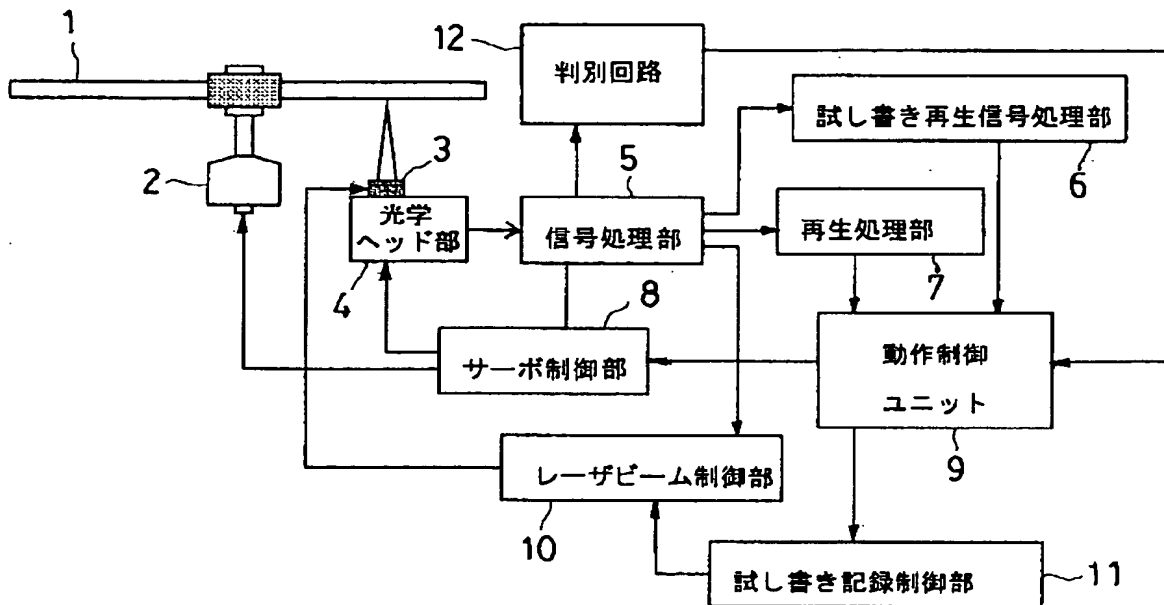 1
12
判別回路
試し書き再生信号処理部
6
2
3
光学
ヘッド部
4
5
信号処理部
再生処理部
7
8
サーボ制御部
動作制御
ユニット
9
レーザビーム制御部
10
試し書き記録制御部
11